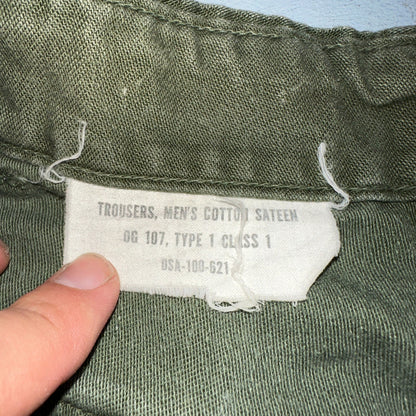 TROUSERS, MEN'S COTTON SATEEN
OG 107, TYPE 1 CLASS 1
DSA-100-621